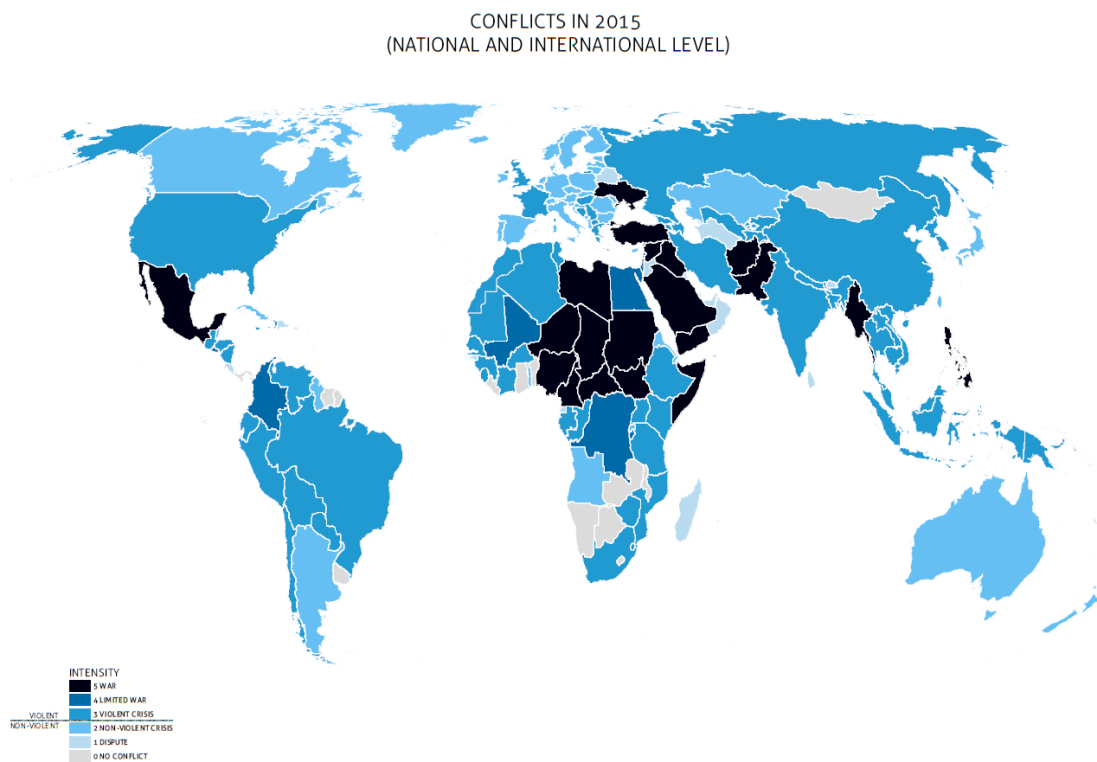 CONFLICTS IN 2015
(NATIONAL AND INTERNATIONAL LEVEL)
INTENSITY
5 WAR
4 LIMITED WAR
VIOLENT
3 VIOLENT CRISIS
NON-VIOLENT
2 NON-VIOLENT CRISIS
1 DISPUTE
0 NO CONFLICT